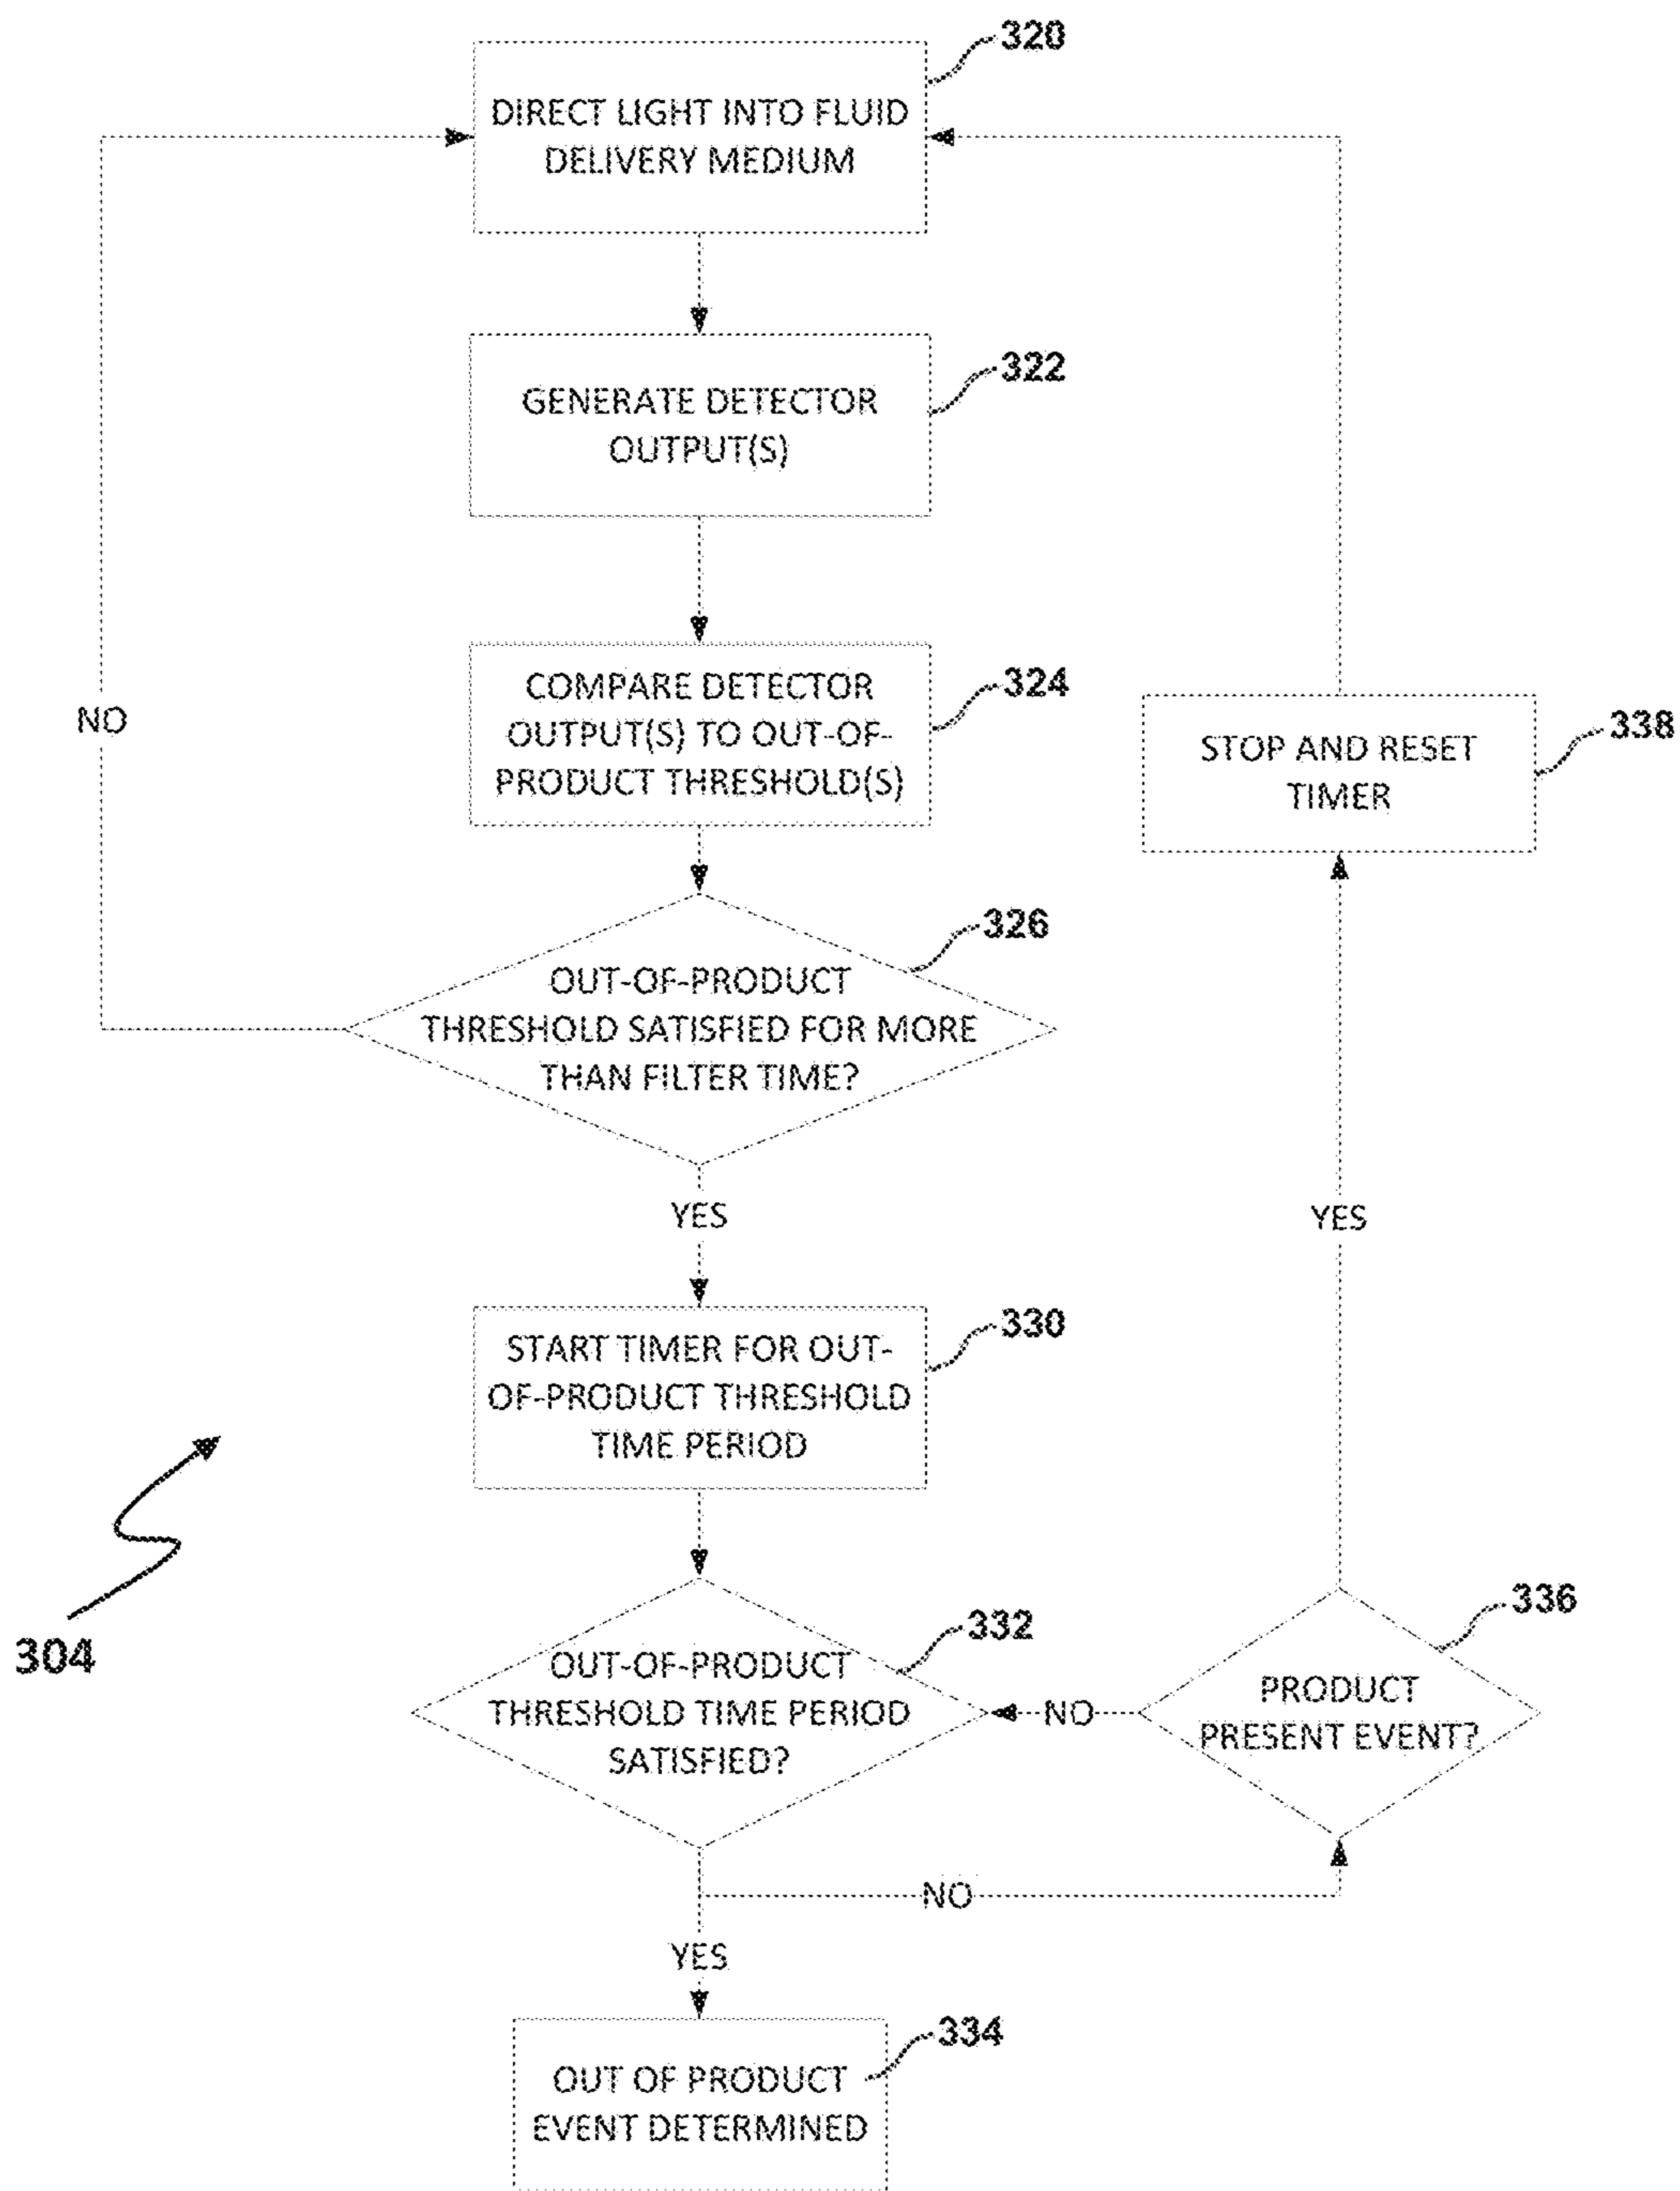 320
DIRECT LIGHT INTO FLUID
DELIVERY MEDIUM
322
GENERATE DETECTOR
OUTPUT(S)
324
COMPARE DETECTOR
OUTPUT(S) TO OUT-OF-
PRODUCT THRESHOLD(S)
NO
338
STOP AND RESET
TIMER
326
OUT-OF-PRODUCT
THRESHOLD SATISFIED FOR MORE
THAN FILTER TIME?
YES
YES
330
START TIMER FOR OUT-
OF-PRODUCT THRESHOLD
TIME PERIOD
304
332
OUT-OF-PRODUCT
THRESHOLD TIME PERIOD
SATISFIED?
NO
336
PRODUCT
PRESENT EVENT?
NO
YES
334
OUT OF PRODUCT
EVENT DETERMINED